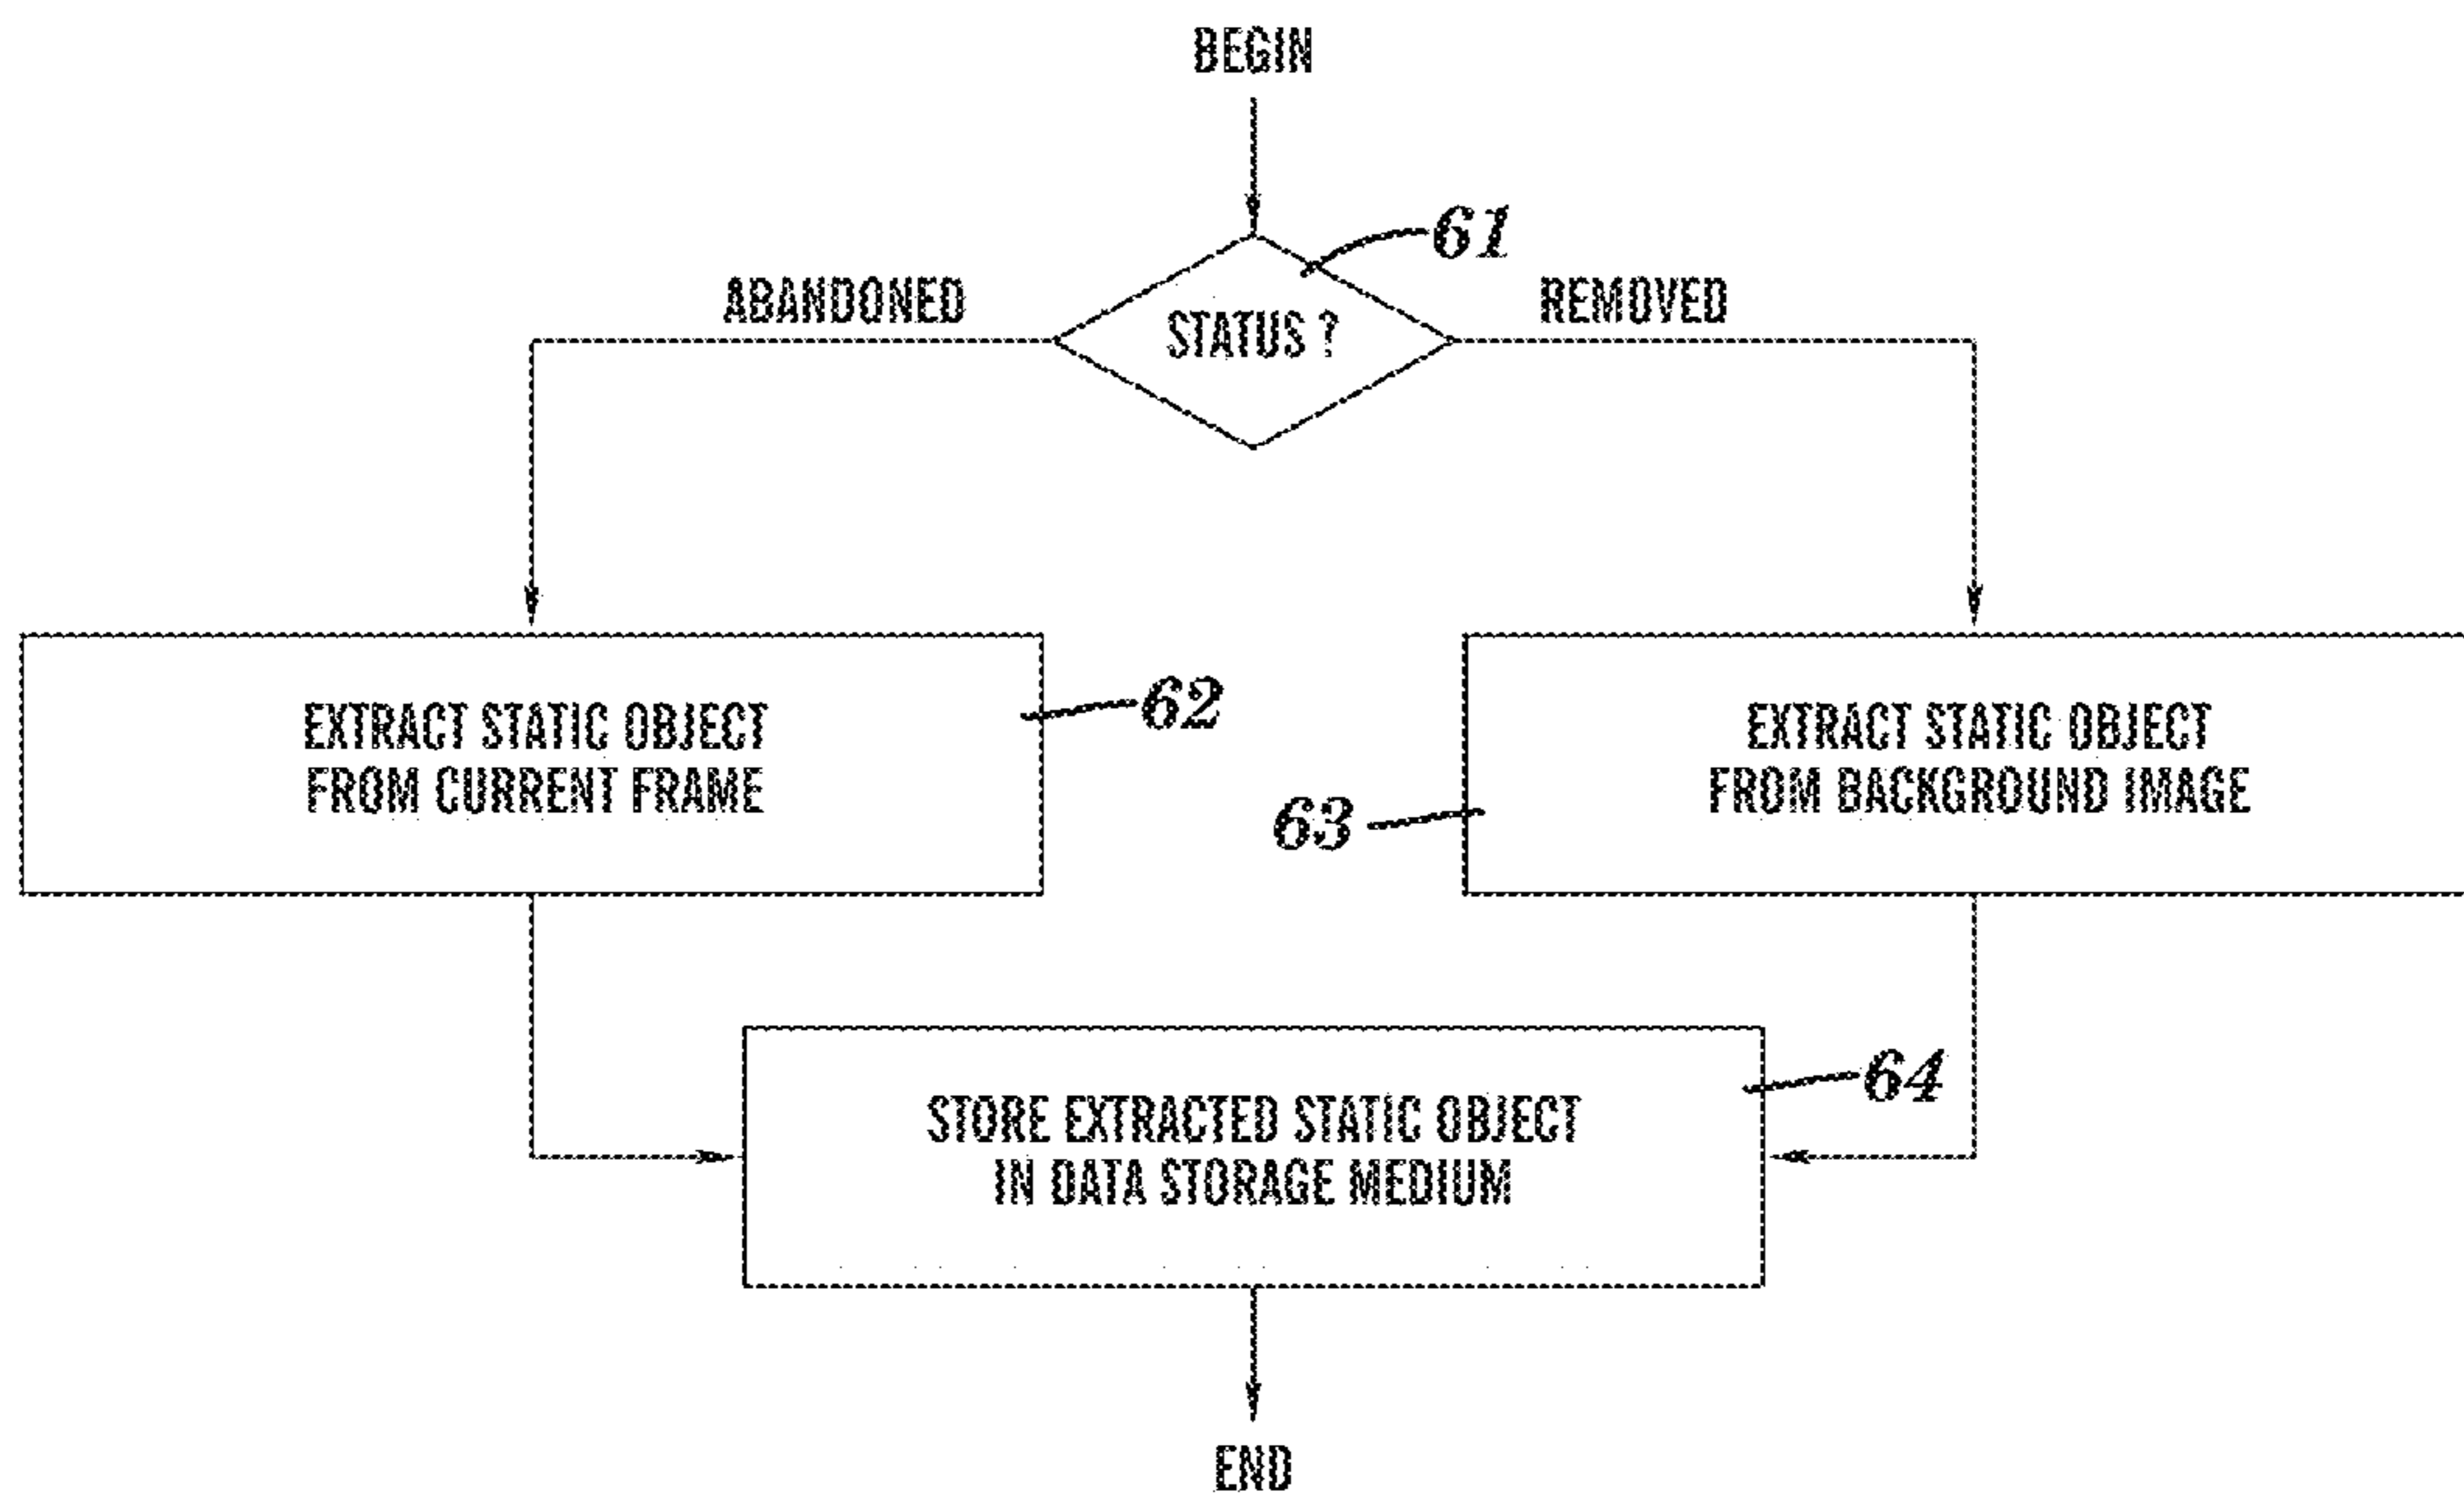 BEGIN
61
ABANDONED
STATUS ?
REMOVED
EXTRACT STATIC OBJECT
FROM CURRENT FRAME
62
63
EXTRACT STATIC OBJECT
FROM BACKGROUND IMAGE
64
STORE EXTRACTED STATIC OBJECT
IN DATA STORAGE MEDIUM
END